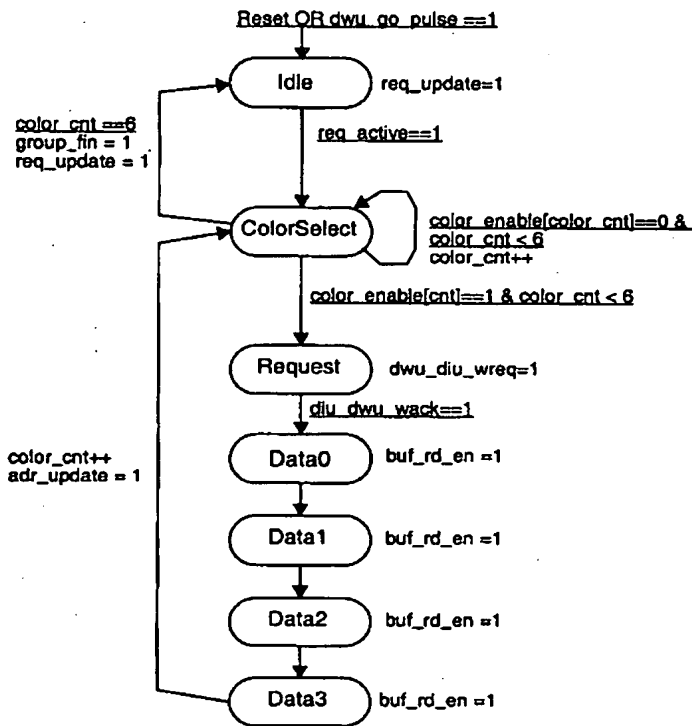 Reset OR dwu_go_pulse ==1
Idle
req_update=1
color_cnt ==6
group_fin = 1
req_update = 1
req_active==1
ColorSelect
color_enable[color_cnt]==0 &
color_cnt < 6
color_cnt++
color_enable[cnt]==1 & color_cnt < 6
Request
dwu_diu_wreq=1
diu_dwu_wack==1
color_cnt++
adr_update = 1
Data0
buf_rd_en =1
Data1
buf_rd_en =1
Data2
buf_rd_en =1
Data3
buf_rd_en =1